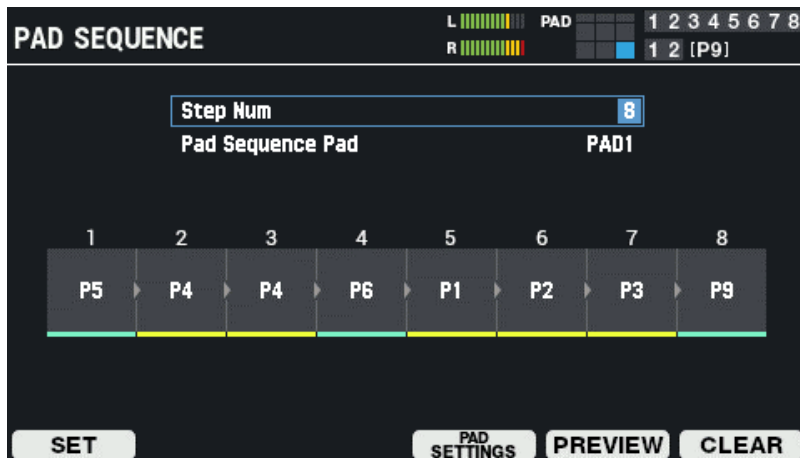 PAD SEQUENCE
L PAD 1 2 3 4 5 6 7 8
R 1 2 [P9]
Step Num 8
Pad Sequence Pad PAD1
1 2 3 4 5 6 7 8
P5 P4 P4 P6 P1 P2 P3 P9
SET PAD SETTINGS PREVIEW CLEAR